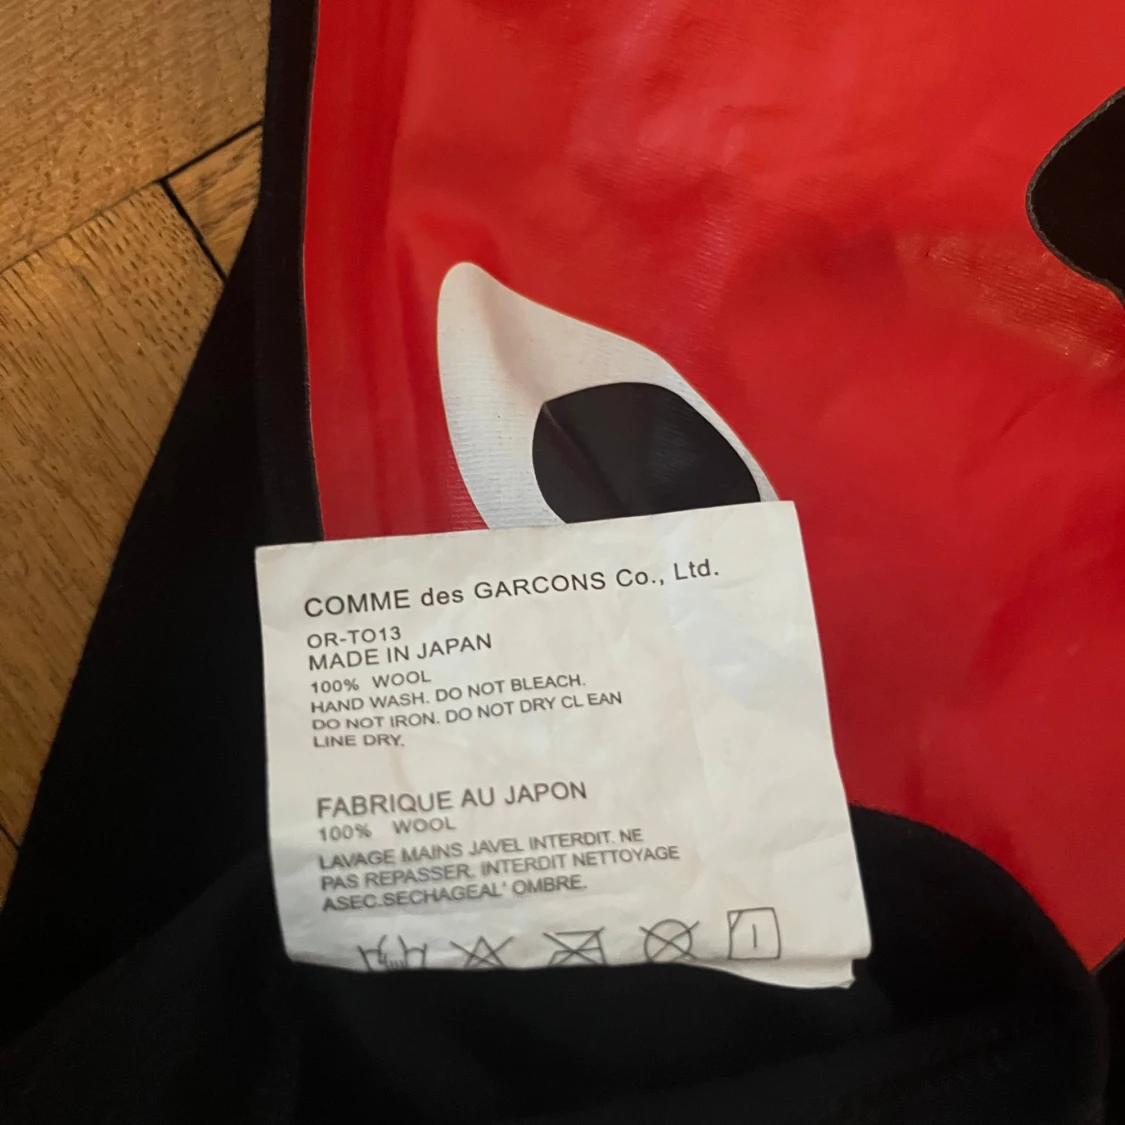 COMME des GARCONS Co., Ltd.
OR-TO13
MADE IN JAPAN
100% WOOL
HAND WASH. DO NOT BLEACH.
DO NOT IRON. DO NOT DRY CL EAN
LINE DRY.
FABRIQUE AU JAPON
100% WOOL
LAVAGE MAINS JAVEL INTERDIT. NE
PAS REPASSER. INTERDIT NETTOYAGE
ASEC.SECHAGEAL' OMBRE.